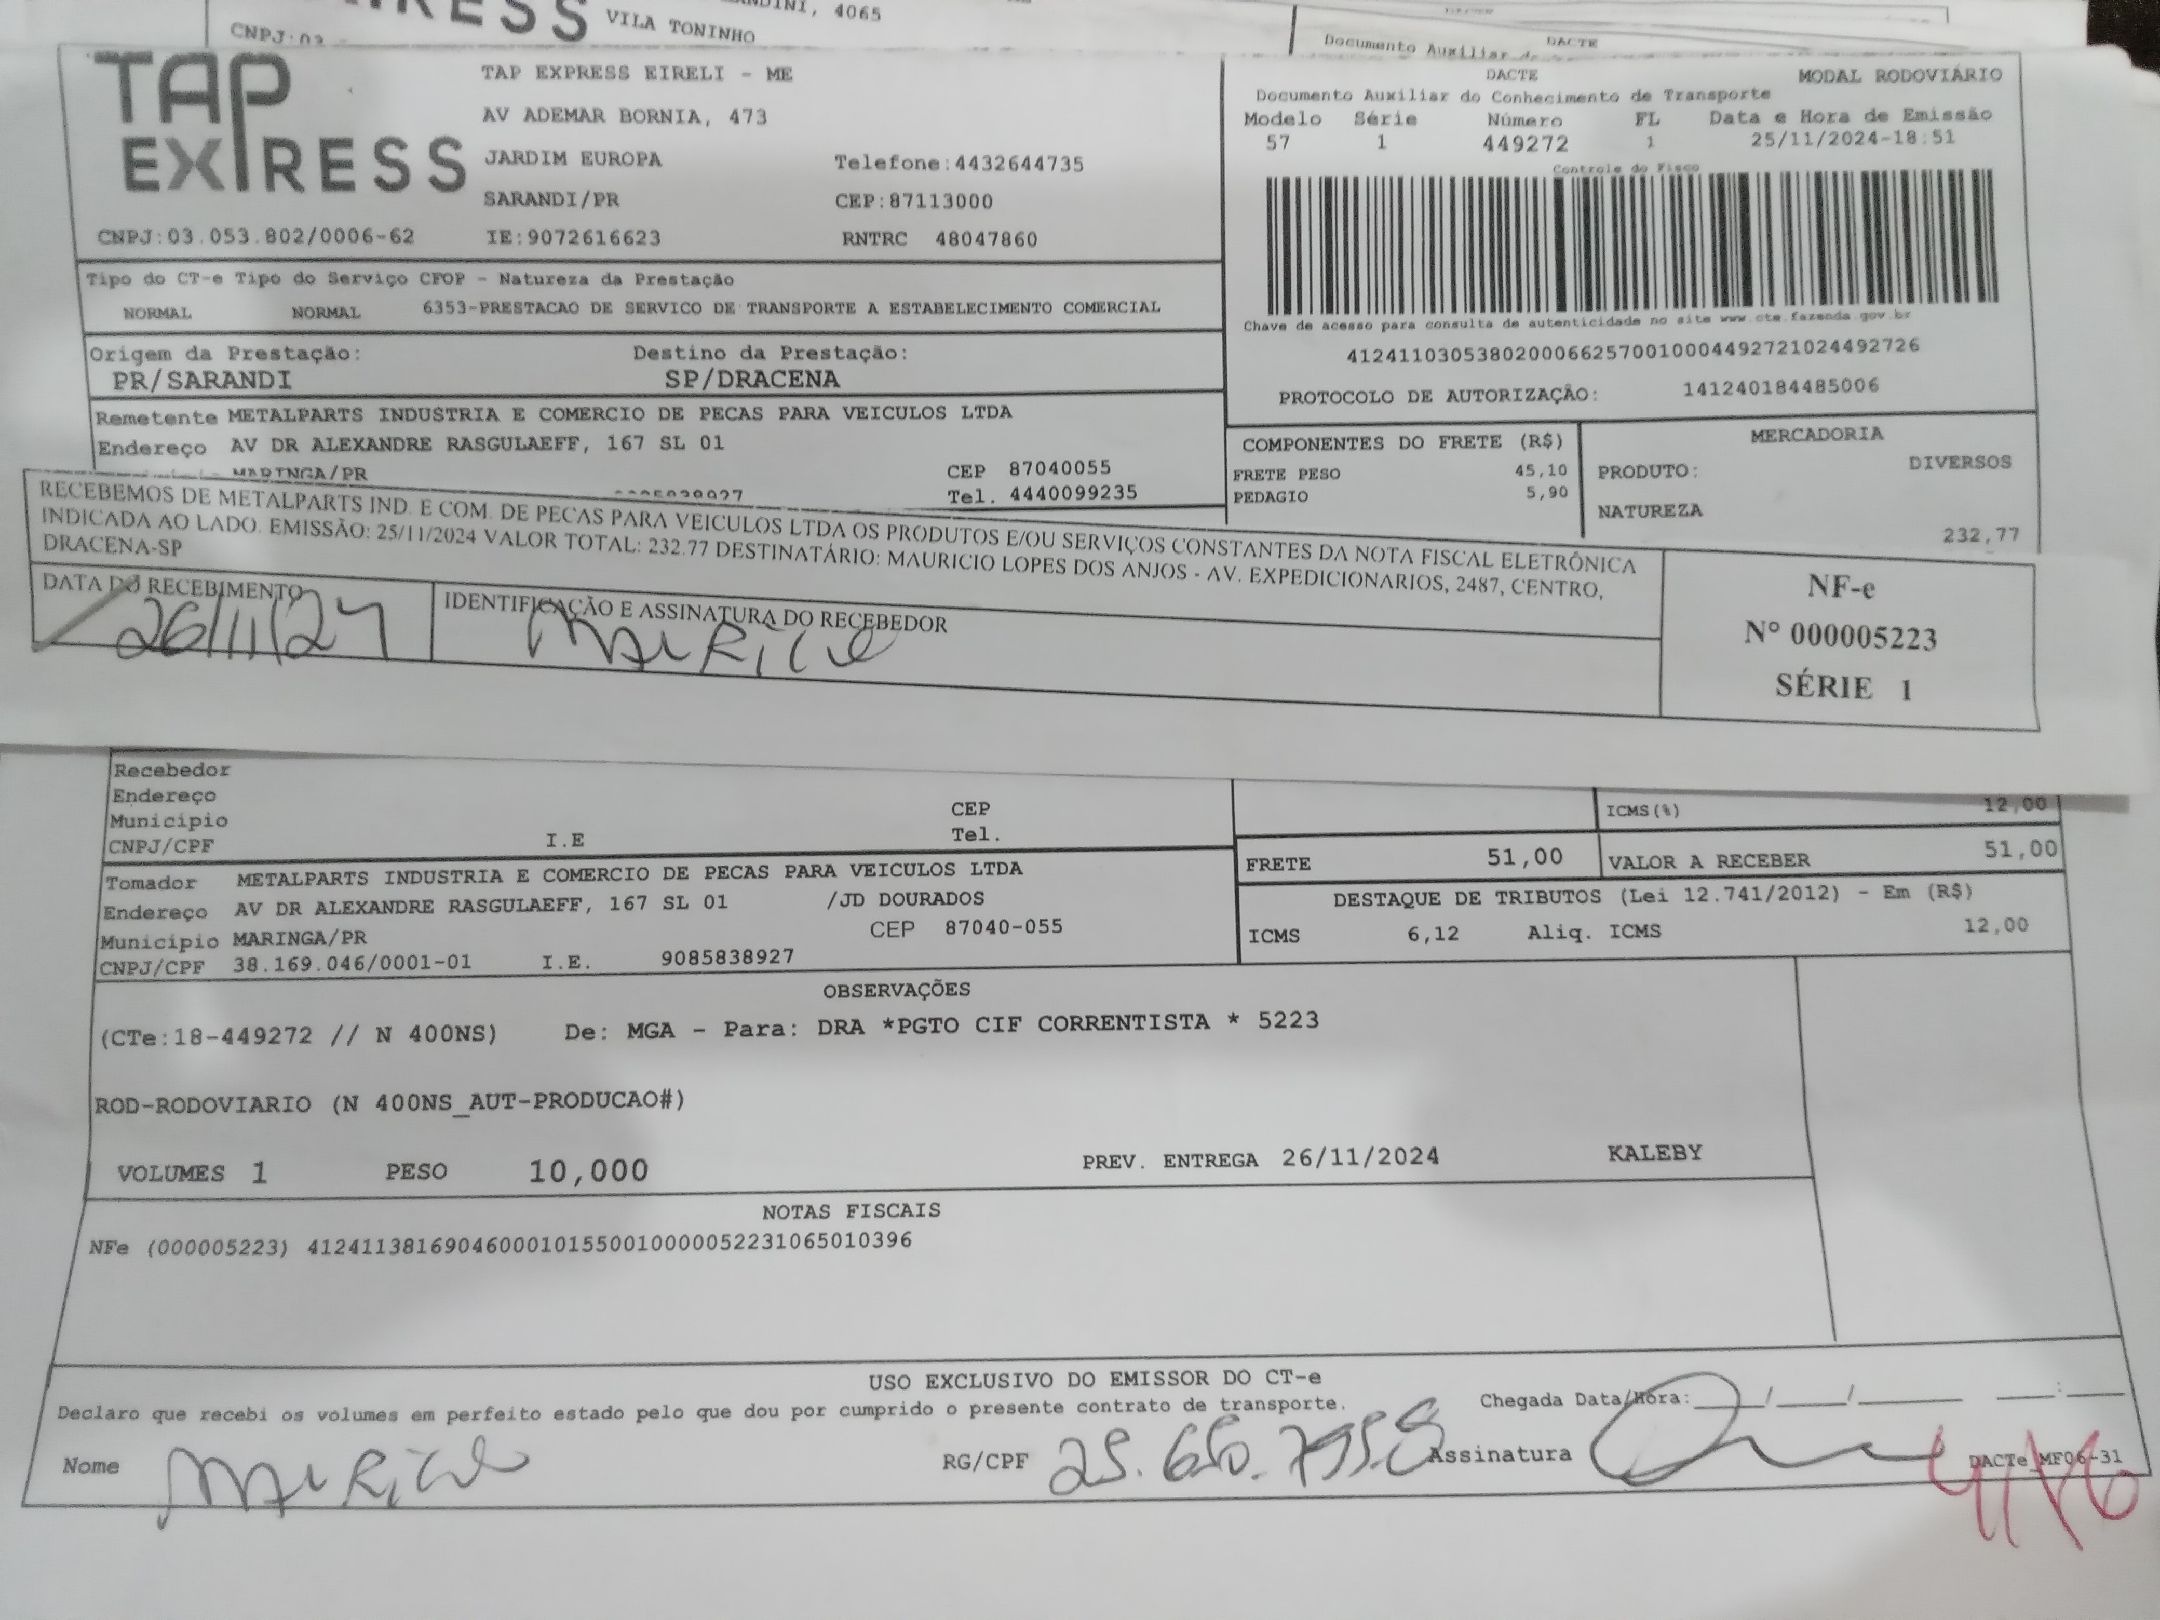 VILA TONINHO
4065
CNPJ:03
DACTE
Documento Auxiliar do
TAP EXPRESS
TAP EXPRESS EIRELI - ME
AV ADEMAR BORNIA, 473
JARDIM EUROPA Telefone:4432644735
SARANDI/PR CEP:87113000
CNPJ:03.053.802/0006-62 IE:9072616623 RNTRC 48047860
DACTE MODAL RODOVIÁRIO
Documento Auxiliar do Conhecimento de Transporte
Modelo Série Número FL Data e Hora de Emissão
57 1 449272 1 25/11/2024-18:51
Controle do Fisco
Chave de acesso para consulta de autenticidade no site www.cte.fazenda.gov.br
41241103053802000662570010004492721024492726
PROTOCOLO DE AUTORIZAÇÃO: 141240184485006
Tipo do CT-e Tipo do Serviço CFOP - Natureza da Prestação
NORMAL NORMAL 6353-PRESTACAO DE SERVICO DE TRANSPORTE A ESTABELECIMENTO COMERCIAL
Origem da Prestação: Destino da Prestação:
PR/SARANDI SP/DRACENA
Remetente METALPARTS INDUSTRIA E COMERCIO DE PECAS PARA VEICULOS LTDA
Endereço AV DR ALEXANDRE RASGULAEFF, 167 SL 01
MARINGA/PR CEP 87040055
Tel. 4440099235
COMPONENTES DO FRETE (R$)
FRETE PESO 45,10
PEDAGIO 5,90
MERCADORIA
PRODUTO: DIVERSOS
NATUREZA
232,77
RECEBEMOS DE METALPARTS IND. E COM. DE PECAS PARA VEICULOS LTDA OS PRODUTOS E/OU SERVIÇOS CONSTANTES DA NOTA FISCAL ELETRÔNICA
INDICADA AO LADO. EMISSÃO: 25/11/2024 VALOR TOTAL: 232.77 DESTINATÁRIO: MAURICIO LOPES DOS ANJOS - AV. EXPEDICIONARIOS, 2487, CENTRO,
DRACENA-SP
DATA DO RECEBIMENTO
26/11/24
IDENTIFICAÇÃO E ASSINATURA DO RECEBEDOR
MAURICIO
NF-e
Nº 000005223
SÉRIE 1
Recebedor
Endereço CEP
Município Tel.
CNPJ/CPF I.E
ICMS(%) 12,00
FRETE 51,00 VALOR A RECEBER 51,00
Tomador METALPARTS INDUSTRIA E COMERCIO DE PECAS PARA VEICULOS LTDA
Endereço AV DR ALEXANDRE RASGULAEFF, 167 SL 01 /JD DOURADOS
Município MARINGA/PR CEP 87040-055
CNPJ/CPF 38.169.046/0001-01 I.E. 9085838927
DESTAQUE DE TRIBUTOS (Lei 12.741/2012) - Em (R$)
ICMS 6,12 Aliq. ICMS 12,00
OBSERVAÇÕES
(CTe:18-449272 // N 400NS) De: MGA - Para: DRA *PGTO CIF CORRENTISTA * 5223
ROD-RODOVIARIO (N 400NS_AUT-PRODUCAO#)
VOLUMES 1 PESO 10,000 PREV. ENTREGA 26/11/2024 KALEBY
NOTAS FISCAIS
NFe (000005223) 41241138169046000101550010000052231065010396
USO EXCLUSIVO DO EMISSOR DO CT-e
Declaro que recebi os volumes em perfeito estado pelo que dou por cumprido o presente contrato de transporte. Chegada Data/Hora:____/____/______ ____:____
Nome MAURICIO RG/CPF Assinatura
DACTe_MF06-31